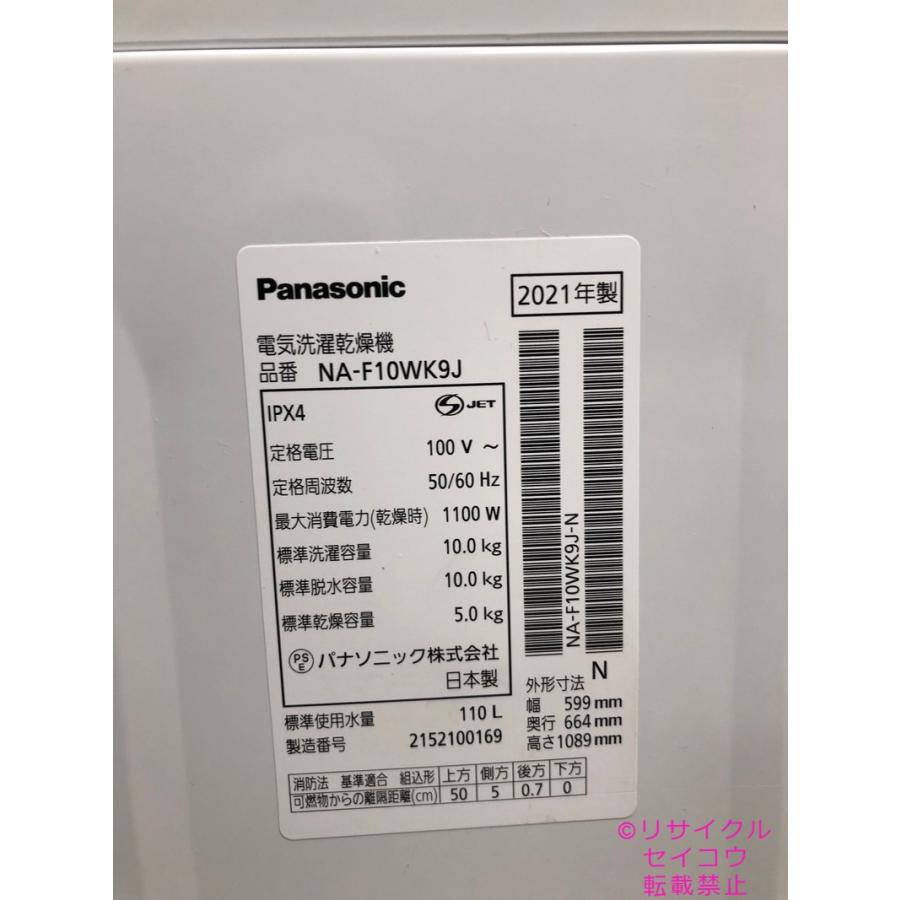 Panasonic
2021年製
電気洗濯乾燥機
品番 NA-F10WK9J
IPX4 S JET
定格電圧 100 V ～
定格周波数 50/60 Hz
最大消費電力(乾燥時) 1100 W
標準洗濯容量 10.0 kg
標準脱水容量 10.0 kg
標準乾燥容量 5.0 kg
PSE パナソニック株式会社
日本製
標準使用水量 110 L
製造番号 2152100169
NA-F10WK9J-N
N
外形寸法
幅 599 mm
奥行 664 mm
高さ1089 mm
消防法 基準適合 組込形 上方 側方 後方 下方
可燃物からの離隔距離(cm) 50 5 0.7 0
©リサイクル
セイコウ
転載禁止